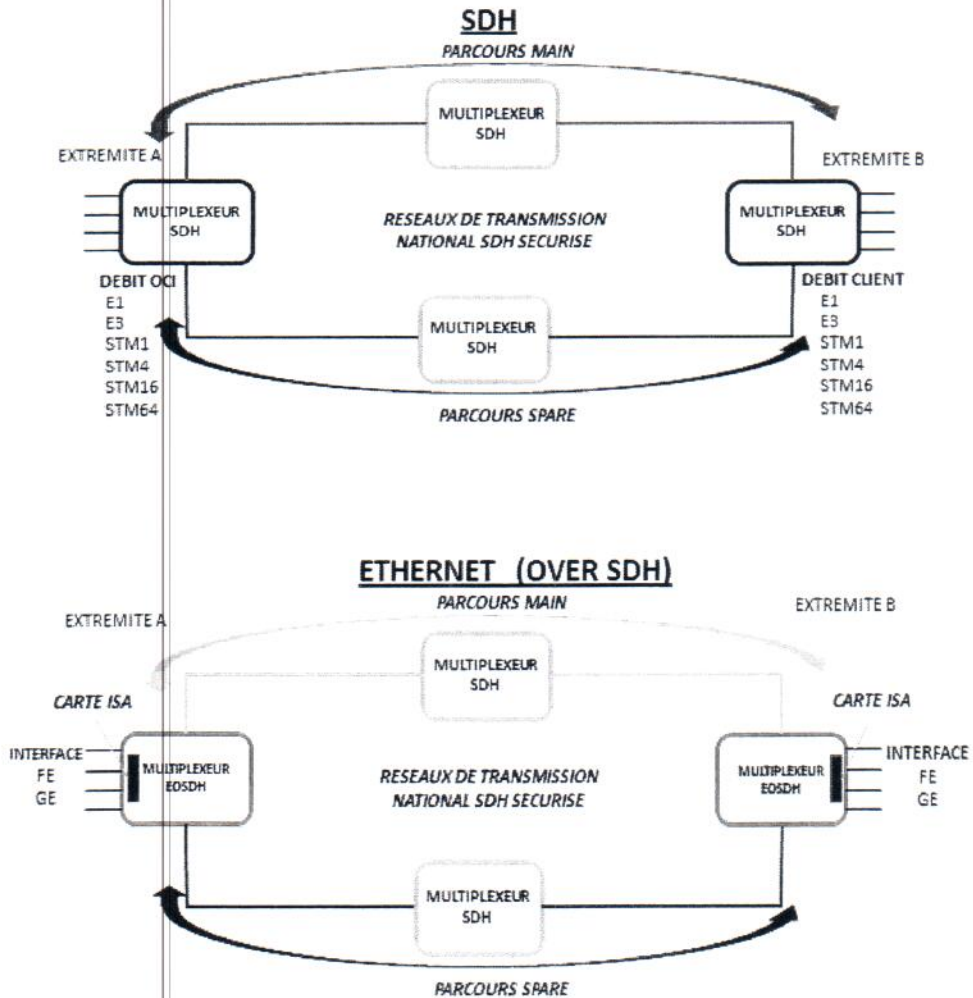 SDH
PARCOURS MAIN
MULTIPLEXEUR
SDH
EXTREMITE A
EXTREMITE B
MULTIPLEXEUR
SDH
RESEAUX DE TRANSMISSION
NATIONAL SDH SECURISE
MULTIPLEXEUR
SDH
DEBIT OCI
E1
E3
STM1
STM4
STM16
STM64
DEBIT CLIENT
E1
E3
STM1
STM4
STM16
STM64
MULTIPLEXEUR
SDH
PARCOURS SPARE
ETHERNET (OVER SDH)
PARCOURS MAIN
EXTREMITE A
EXTREMITE B
MULTIPLEXEUR
SDH
CARTE ISA
CARTE ISA
INTERFACE
FE
GE
MULTIPLEXEUR
EOSDH
RESEAUX DE TRANSMISSION
NATIONAL SDH SECURISE
MULTIPLEXEUR
EOSDH
INTERFACE
FE
GE
MULTIPLEXEUR
SDH
PARCOURS SPARE